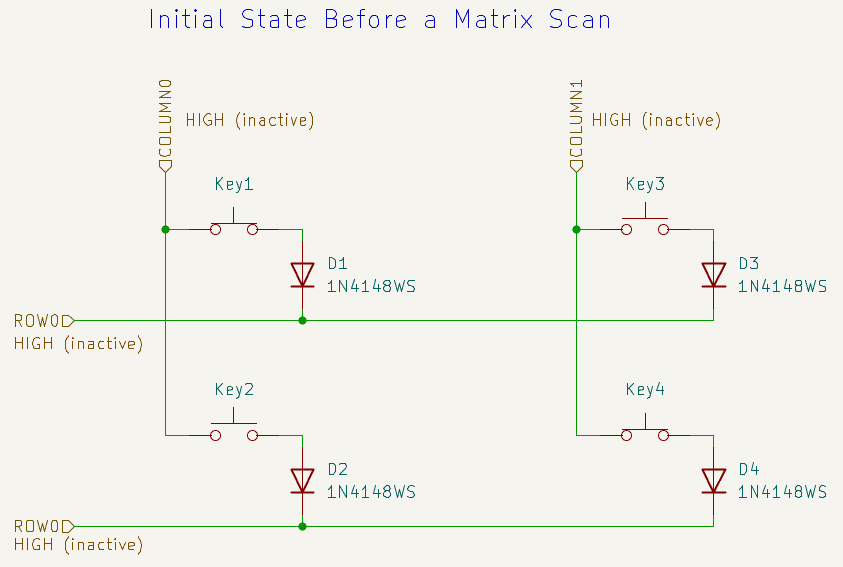 Initial State Before a Matrix Scan
COLUMN0
HIGH (inactive)
COLUMN1
HIGH (inactive)
Key1
Key3
D1
1N4148WS
D3
1N4148WS
ROW0
HIGH (inactive)
Key2
Key4
D2
1N4148WS
D4
1N4148WS
ROW0
HIGH (inactive)